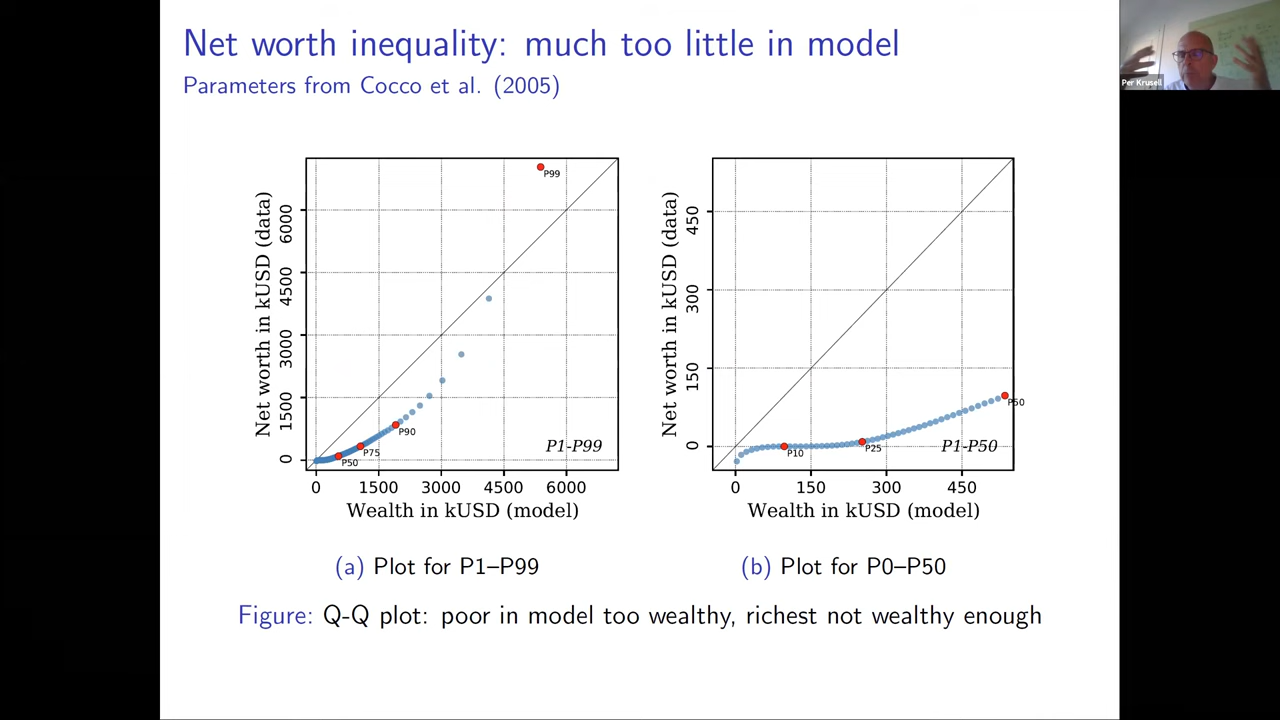 Net worth inequality: much too little in model
Parameters from Cocco et al. (2005)
Per Krusell
Net worth in kUSD (data)
6000
4500
3000
1500
0
P99
P90
P75
P50
P1-P99
0 1500 3000 4500 6000
Wealth in kUSD (model)
(a) Plot for P1–P99
Net worth in kUSD (data)
450
300
150
0
P50
P10
P25
P1-P50
0 150 300 450
Wealth in kUSD (model)
(b) Plot for P0–P50
Figure: Q-Q plot: poor in model too wealthy, richest not wealthy enough